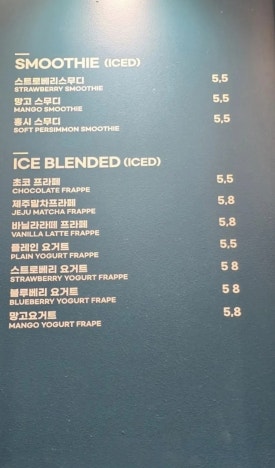 SMOOTHIE (ICED)
스트로베리스무디 5,5
STRAWBERRY SMOOTHIE
망고 스무디 5,5
MANGO SMOOTHIE
홍시 스무디 5,5
SOFT PERSIMMON SMOOTHIE
ICE BLENDED (ICED)
초코 프라페 5,5
CHOCOLATE FRAPPE
제주말차프라페 5,8
JEJU MATCHA FRAPPE
바닐라라떼 프라페 5,8
VANILLA LATTE FRAPPE
플레인 요거트 5,5
PLAIN YOGURT FRAPPE
스트로베리 요거트 5 8
STRAWBERRY YOGURT FRAPPE
블루베리 요거트 5 8
BLUEBERRY YOGURT FRAPE
망고요거트 5,8
MANGO YOGURT FRAPE